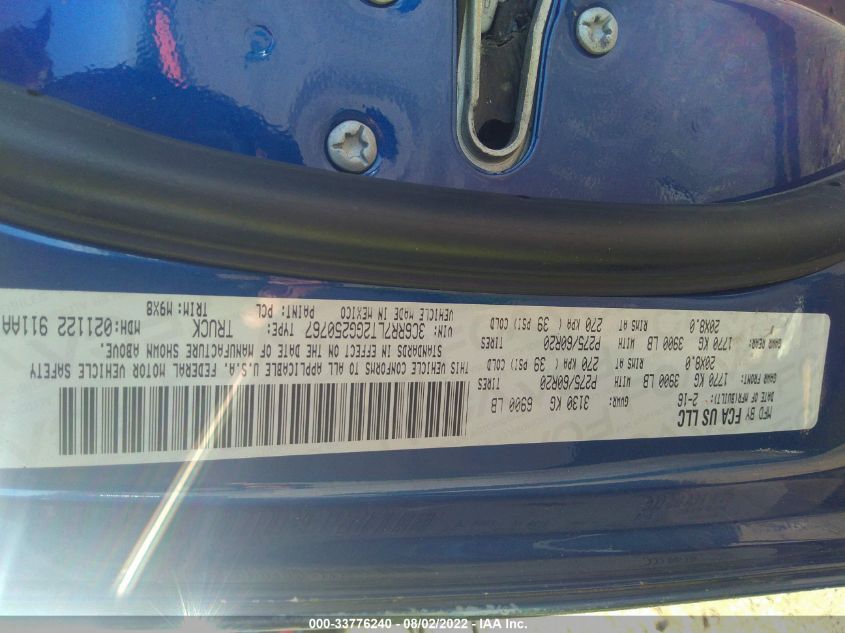 MFD BY FCA US LLC
DATE OF MFR(BUILT): 2-16 GVWR: 3130 KG 6900 LB
GAWR FRONT: 1770 KG 3900 LB WITH P275/60R20 TIRES
20X8.0 RIMS AT 270 KPA ( 39 PSI) COLD
GAWR REAR: 1770 KG 3900 LB WITH P275/60R20 TIRES
20X8.0 RIMS AT 270 KPA ( 39 PSI) COLD
THIS VEHICLE CONFORMS TO ALL APPLICABLE U.S.A. FEDERAL MOTOR VEHICLE SAFETY
STANDARDS IN EFFECT ON THE DATE OF MANUFACTURE SHOWN ABOVE.
VIN: 3C6RR7LT2GG250767 TYPE: TRUCK MDH:021122 911AA
VEHICLE MADE IN MEXICO PAINT: PCL TRIM: M9X8
000-33776240 - 08/02/2022 - IAA Inc.